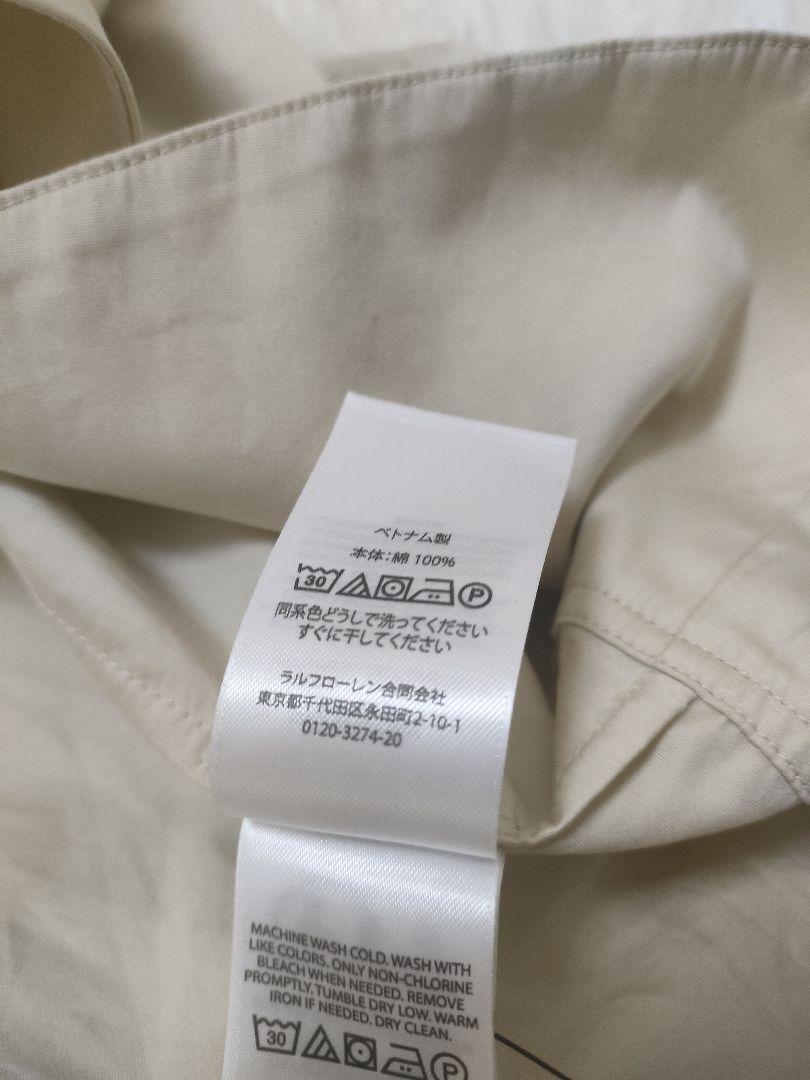 ベトナム製
本体：綿 100%
30 P
同系色どうしで洗ってください
すぐに干してください
ラルフローレン合同会社
東京都千代田区永田町2-10-1
0120-3274-20
MACHINE WASH COLD. WASH WITH
LIKE COLORS. ONLY NON-CHLORINE
BLEACH WHEN NEEDED. REMOVE
PROMPTLY. TUMBLE DRY LOW. WARM
IRON IF NEEDED. DRY CLEAN.
30 P